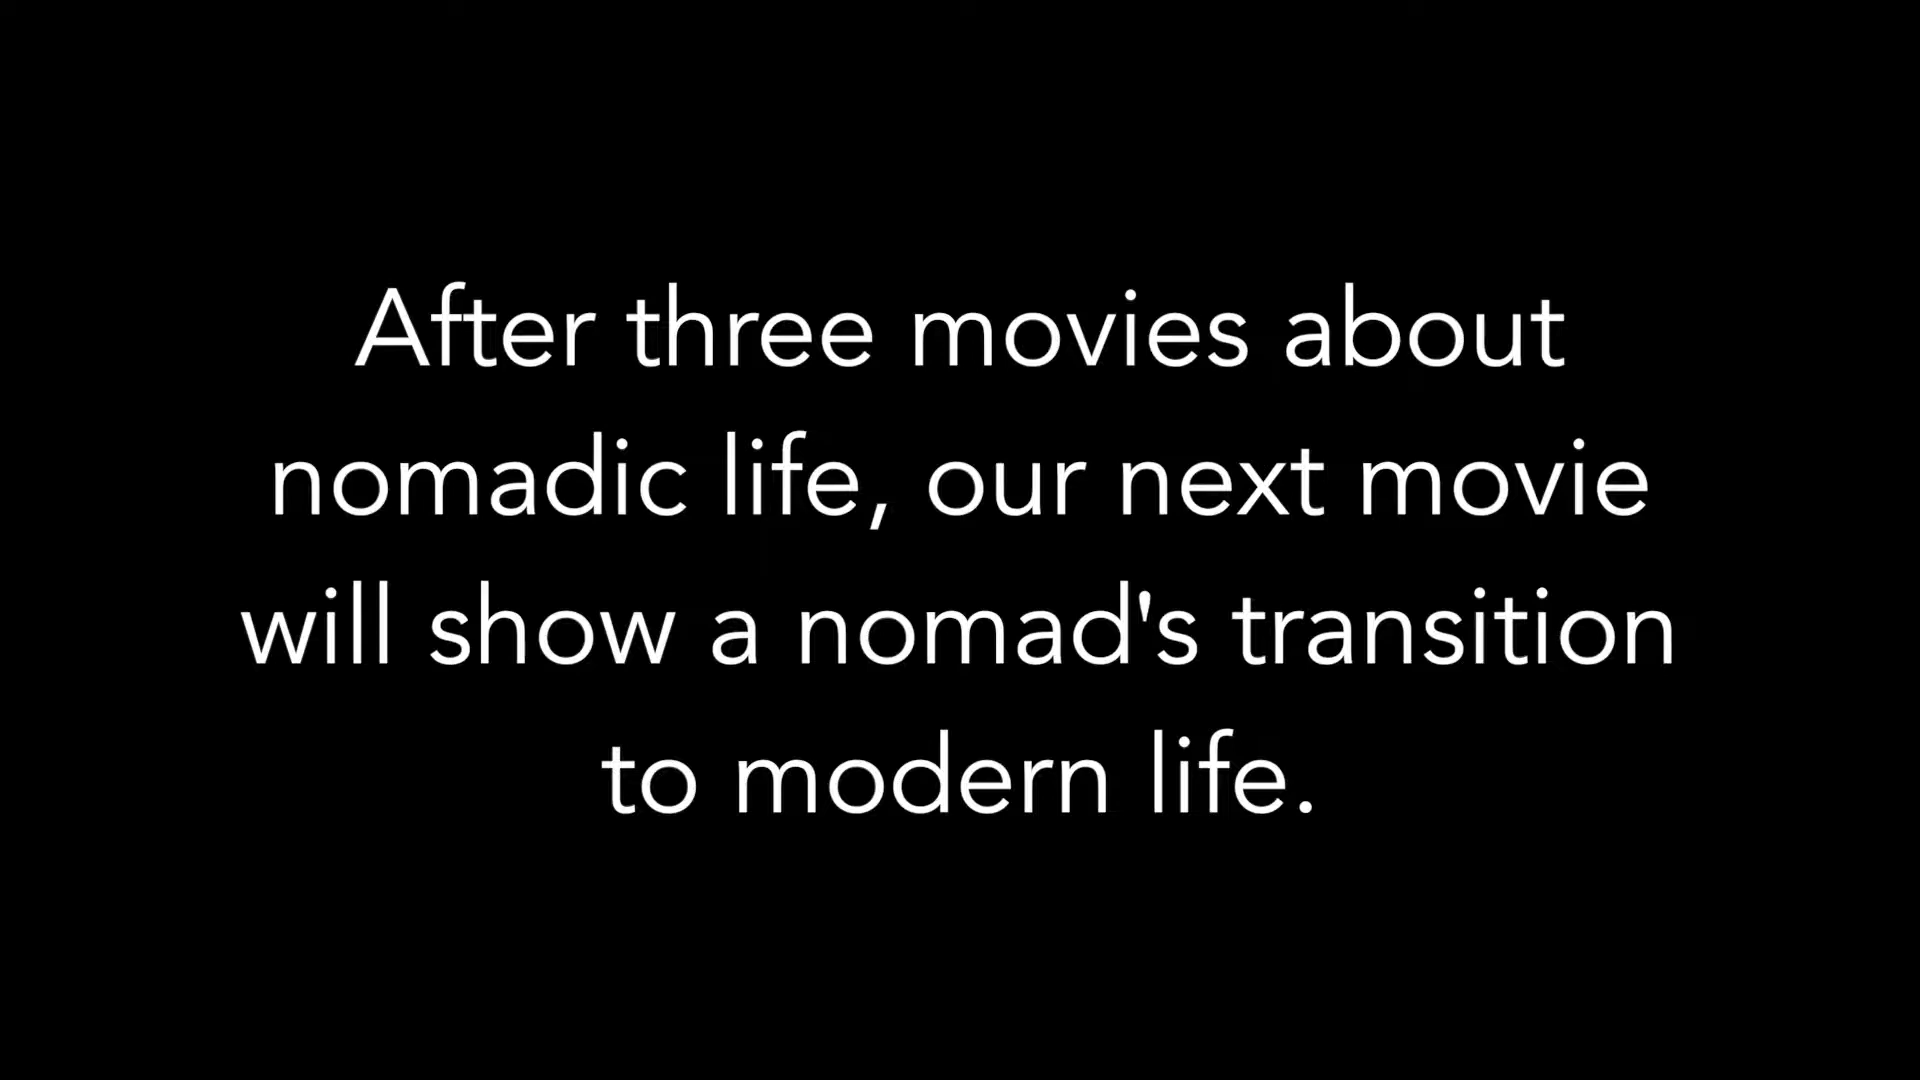 After three movies about
nomadic life, our next movie
will show a nomad's transition
to modern life.